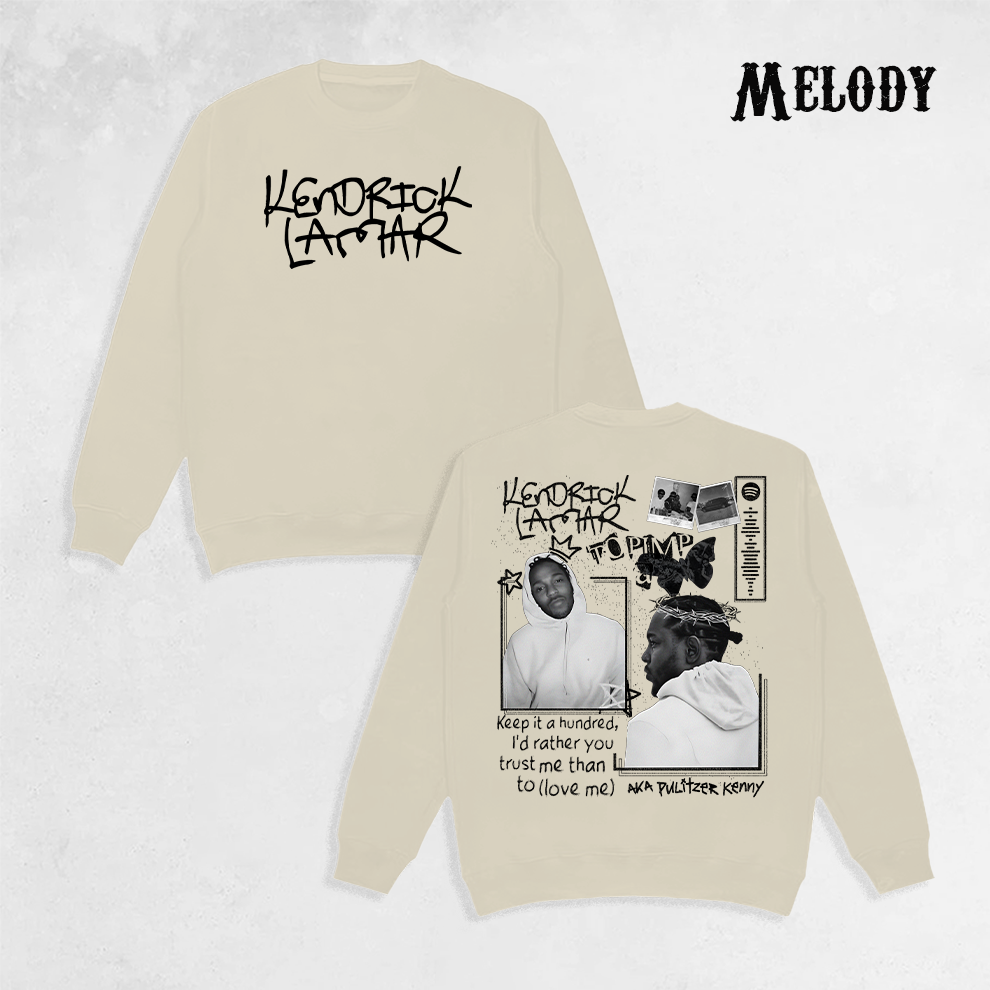 MELODY
KENDRICK
LAMAR
KENDRICK
LAMAR
TO PIMP
Keep it a hundred,
I'd rather you
trust me than
to (love me)
AKA PULITZER KENNY